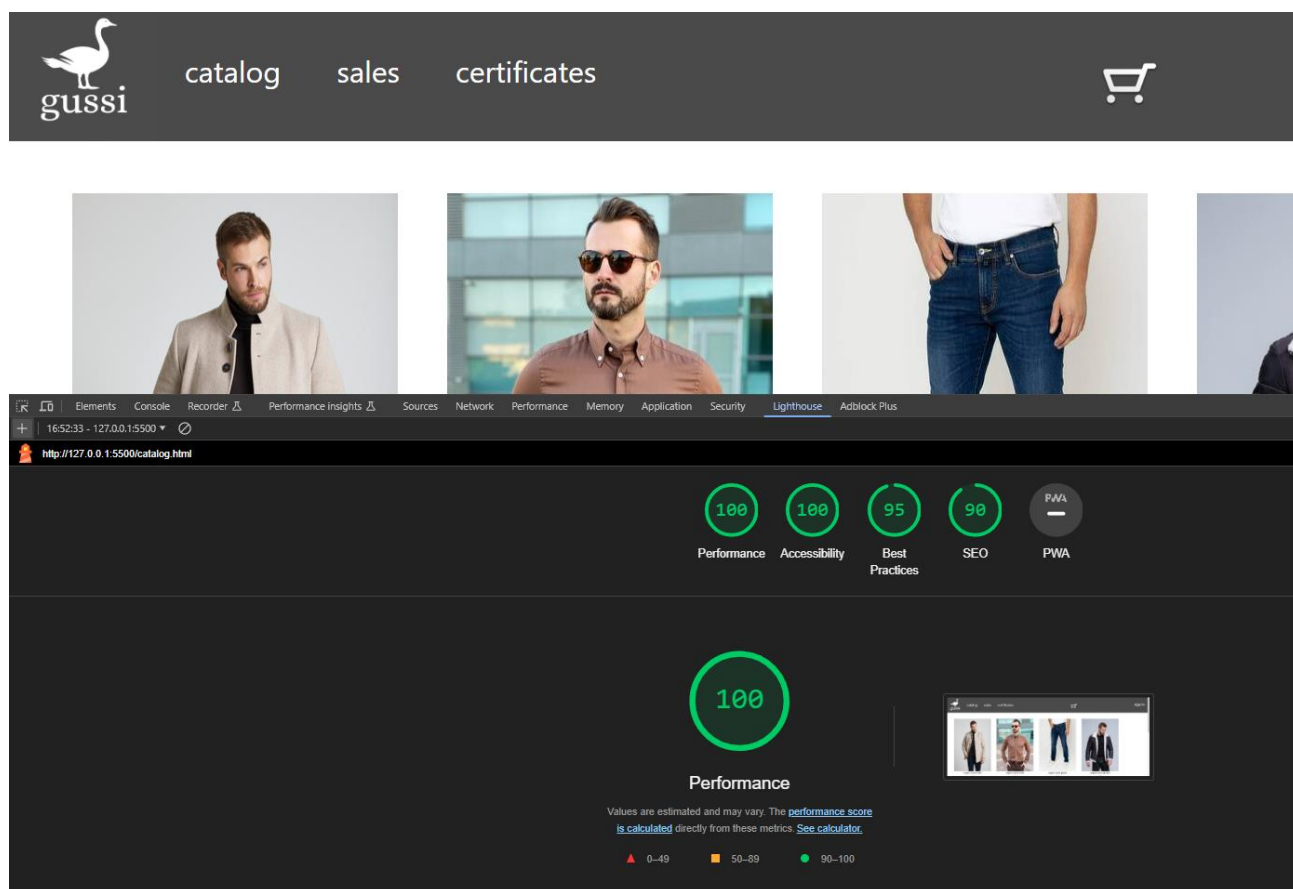 gussi
catalog sales certificates
Elements Console Recorder Performance insights Sources Network Performance Memory Application Security Lighthouse Adblock Plus
16:52:33 - 127.0.0.1:5500
http://127.0.0.1:5500/catalog.html
100 100 95 90 PWA
Performance Accessibility Best Practices SEO PWA
100
Performance
Values are estimated and may vary. The performance score
is calculated directly from these metrics. See calculator.
0–49 50–89 90–100